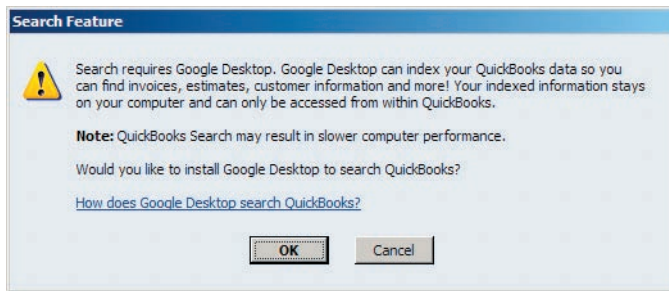 Search Feature
Search requires Google Desktop. Google Desktop can index your QuickBooks data so you
can find invoices, estimates, customer information and more! Your indexed information stays
on your computer and can only be accessed from within QuickBooks.
Note: QuickBooks Search may result in slower computer performance.
Would you like to install Google Desktop to search QuickBooks?
How does Google Desktop search QuickBooks?
OK
Cancel